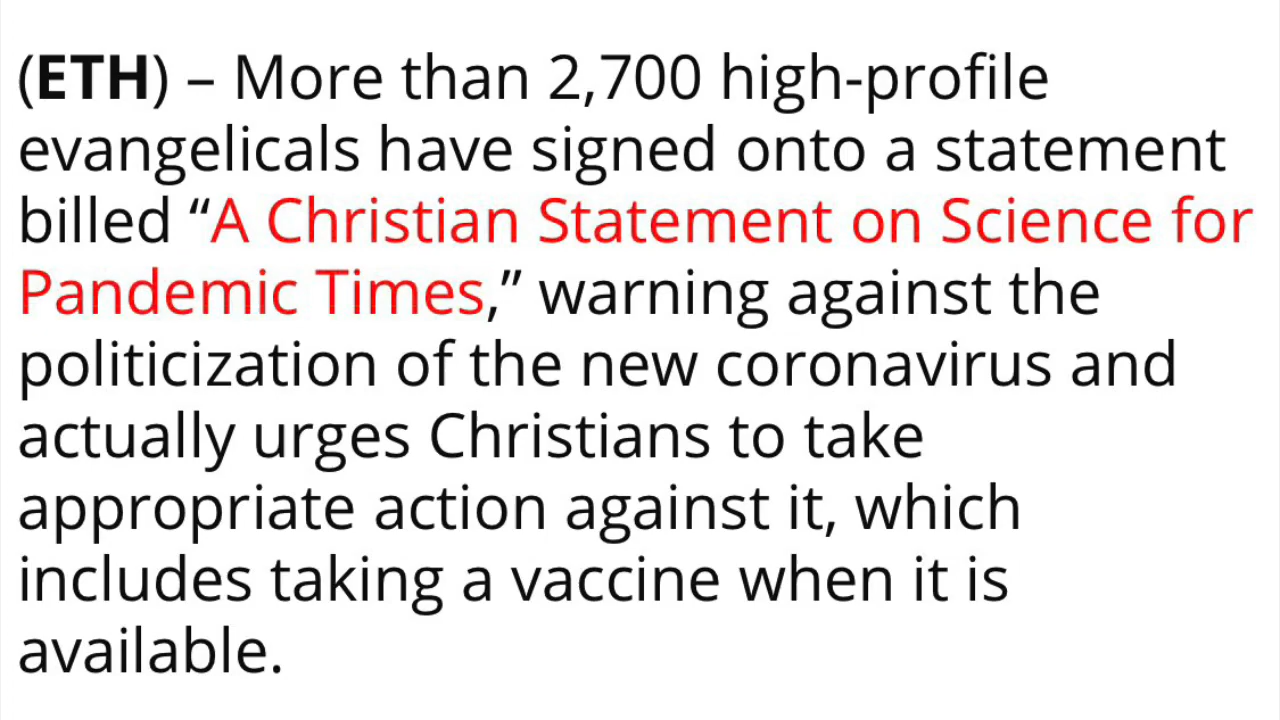 (ETH) – More than 2,700 high-profile
evangelicals have signed onto a statement
billed “A Christian Statement on Science for
Pandemic Times,” warning against the
politicization of the new coronavirus and
actually urges Christians to take
appropriate action against it, which
includes taking a vaccine when it is
available.